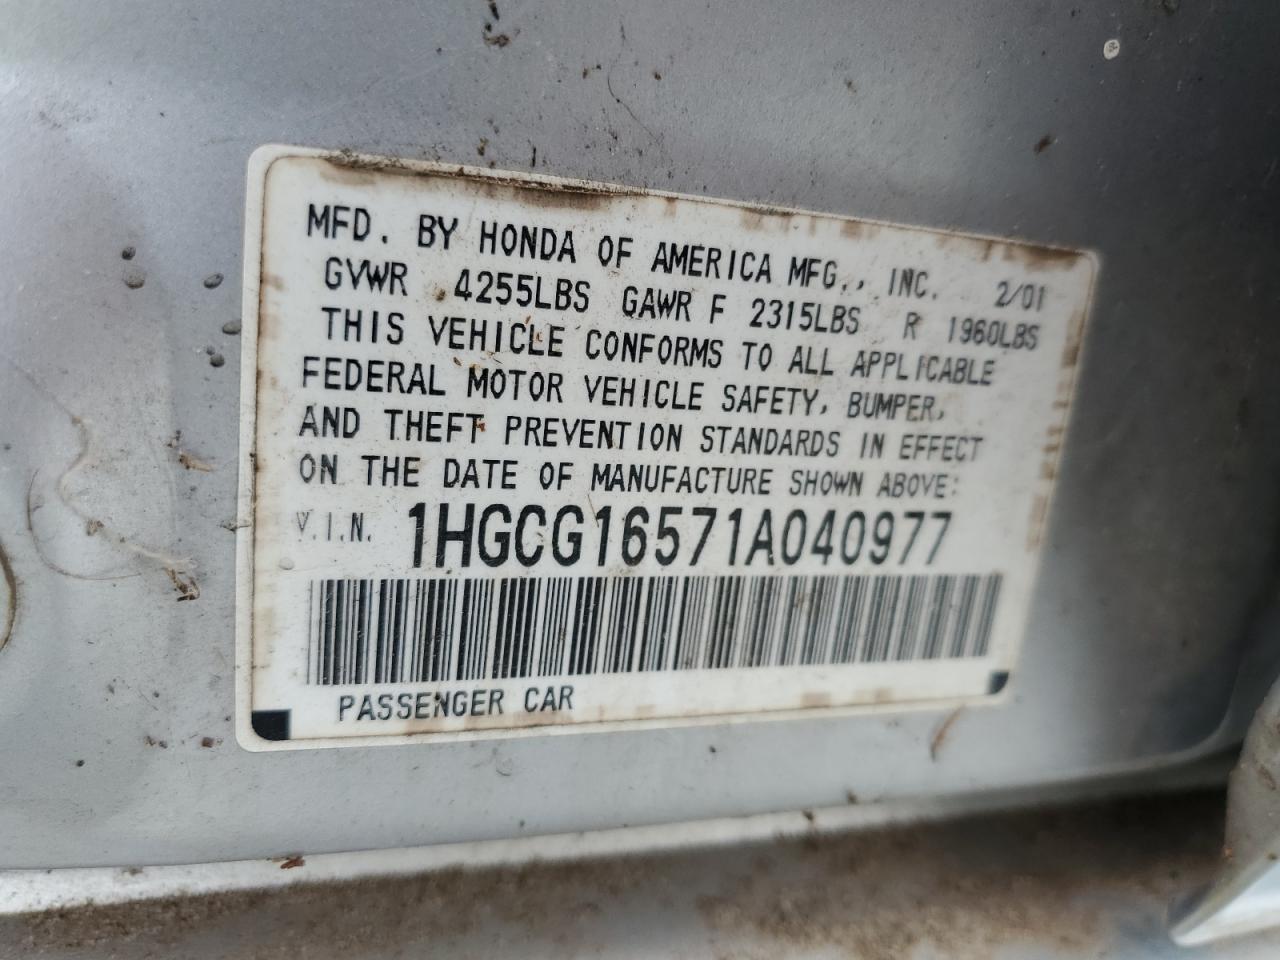 MFD. BY HONDA OF AMERICA MFG., INC. 2/01
GVWR 4255LBS GAWR F 2315LBS R 1960LBS
THIS VEHICLE CONFORMS TO ALL APPLICABLE
FEDERAL MOTOR VEHICLE SAFETY, BUMPER,
AND THEFT PREVENTION STANDARDS IN EFFECT
ON THE DATE OF MANUFACTURE SHOWN ABOVE:
V.I.N. 1HGCG16571A040977
PASSENGER CAR